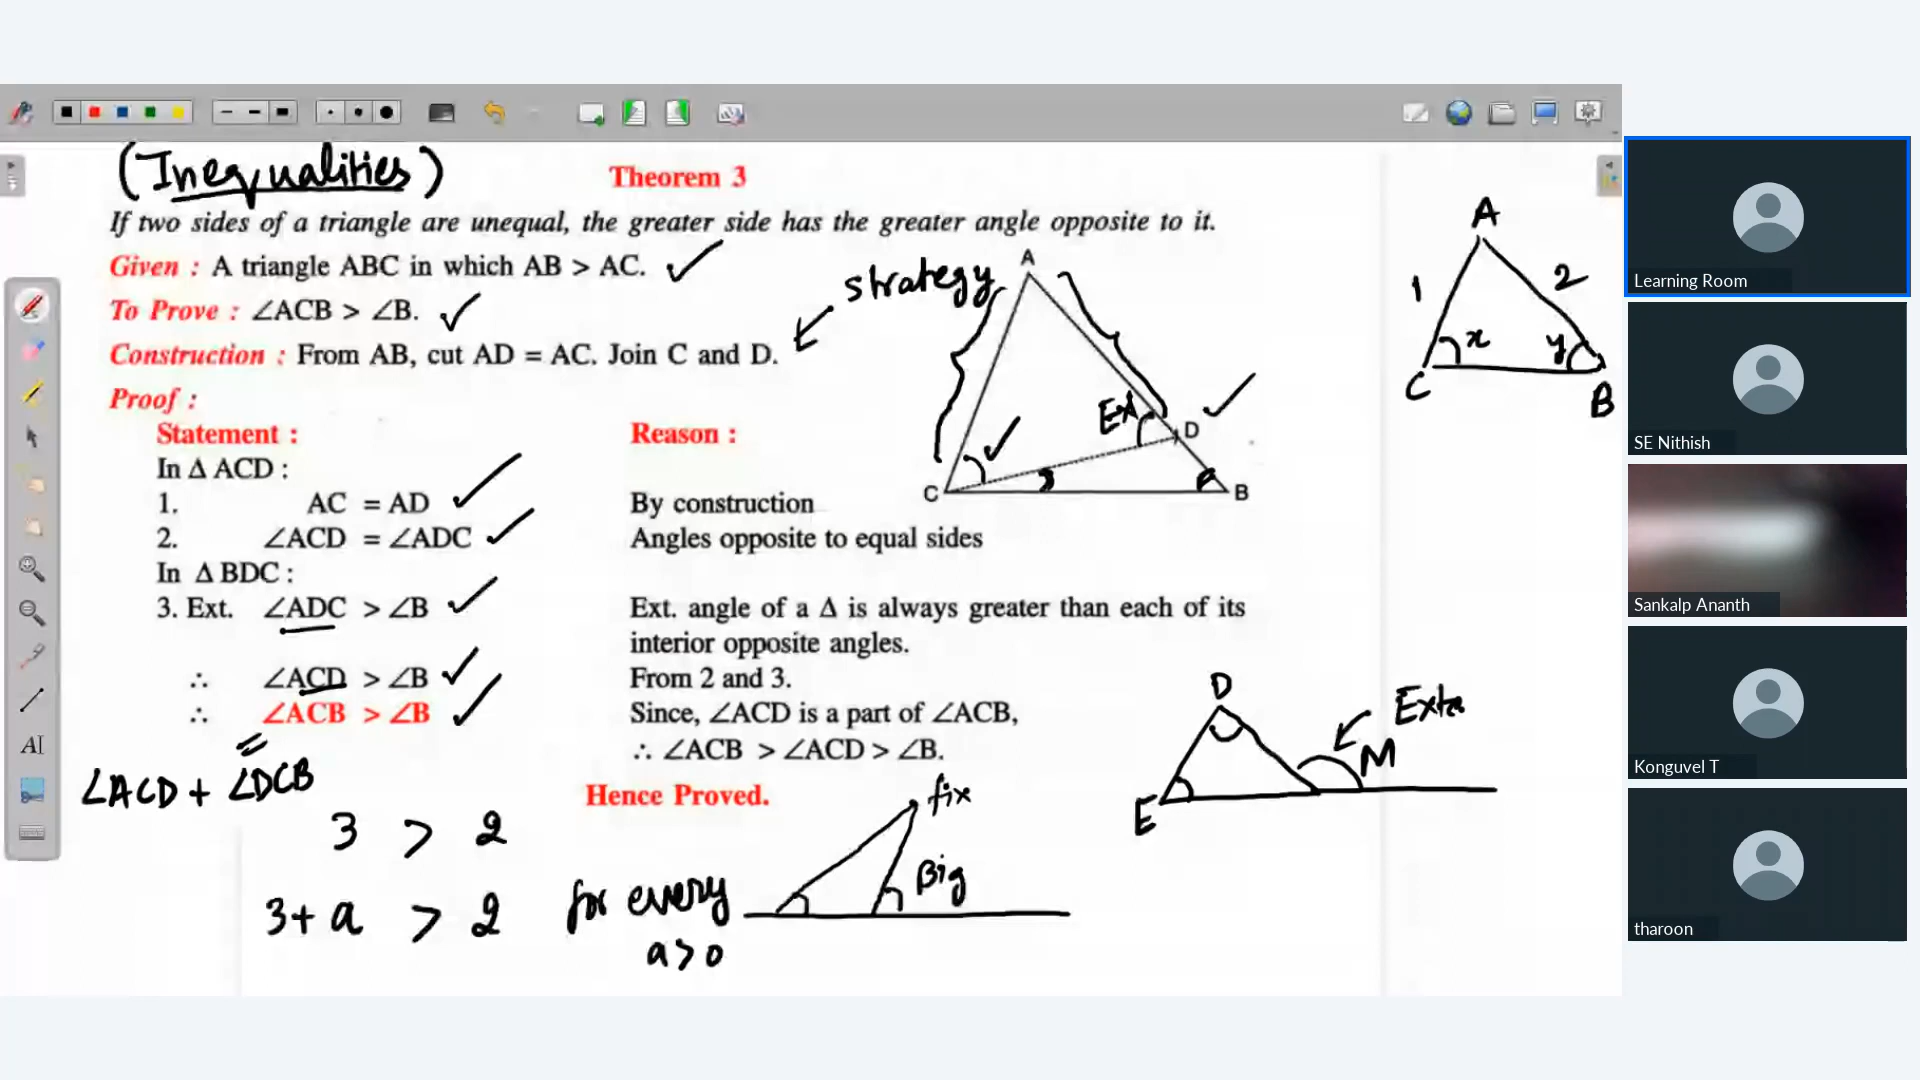 (Inequalities)
Theorem 3
If two sides of a triangle are unequal, the greater side has the greater angle opposite to it.
Given : A triangle ABC in which AB > AC.
To Prove : ∠ACB > ∠B.
strategy
Construction : From AB, cut AD = AC. Join C and D.
Proof :
Statement :
Reason :
In Δ ACD :
1. AC = AD
By construction
2. ∠ACD = ∠ADC
Angles opposite to equal sides
In Δ BDC :
3. Ext. ∠ADC > ∠B
Ext. angle of a Δ is always greater than each of its
interior opposite angles.
∴ ∠ACD > ∠B
From 2 and 3.
∴ ∠ACB > ∠B
Since, ∠ACD is a part of ∠ACB,
∴ ∠ACB > ∠ACD > ∠B.
Hence Proved.
=
∠ACD + ∠DCB
3 > 2
3 + a > 2 for every
a > 0
fix
Big
A
Ext
D
C
B
A
1
2
x
y
C
B
D
Exte
M
E
AI
Learning Room
SE Nithish
Sankalp Ananth
Konguvel T
tharoon